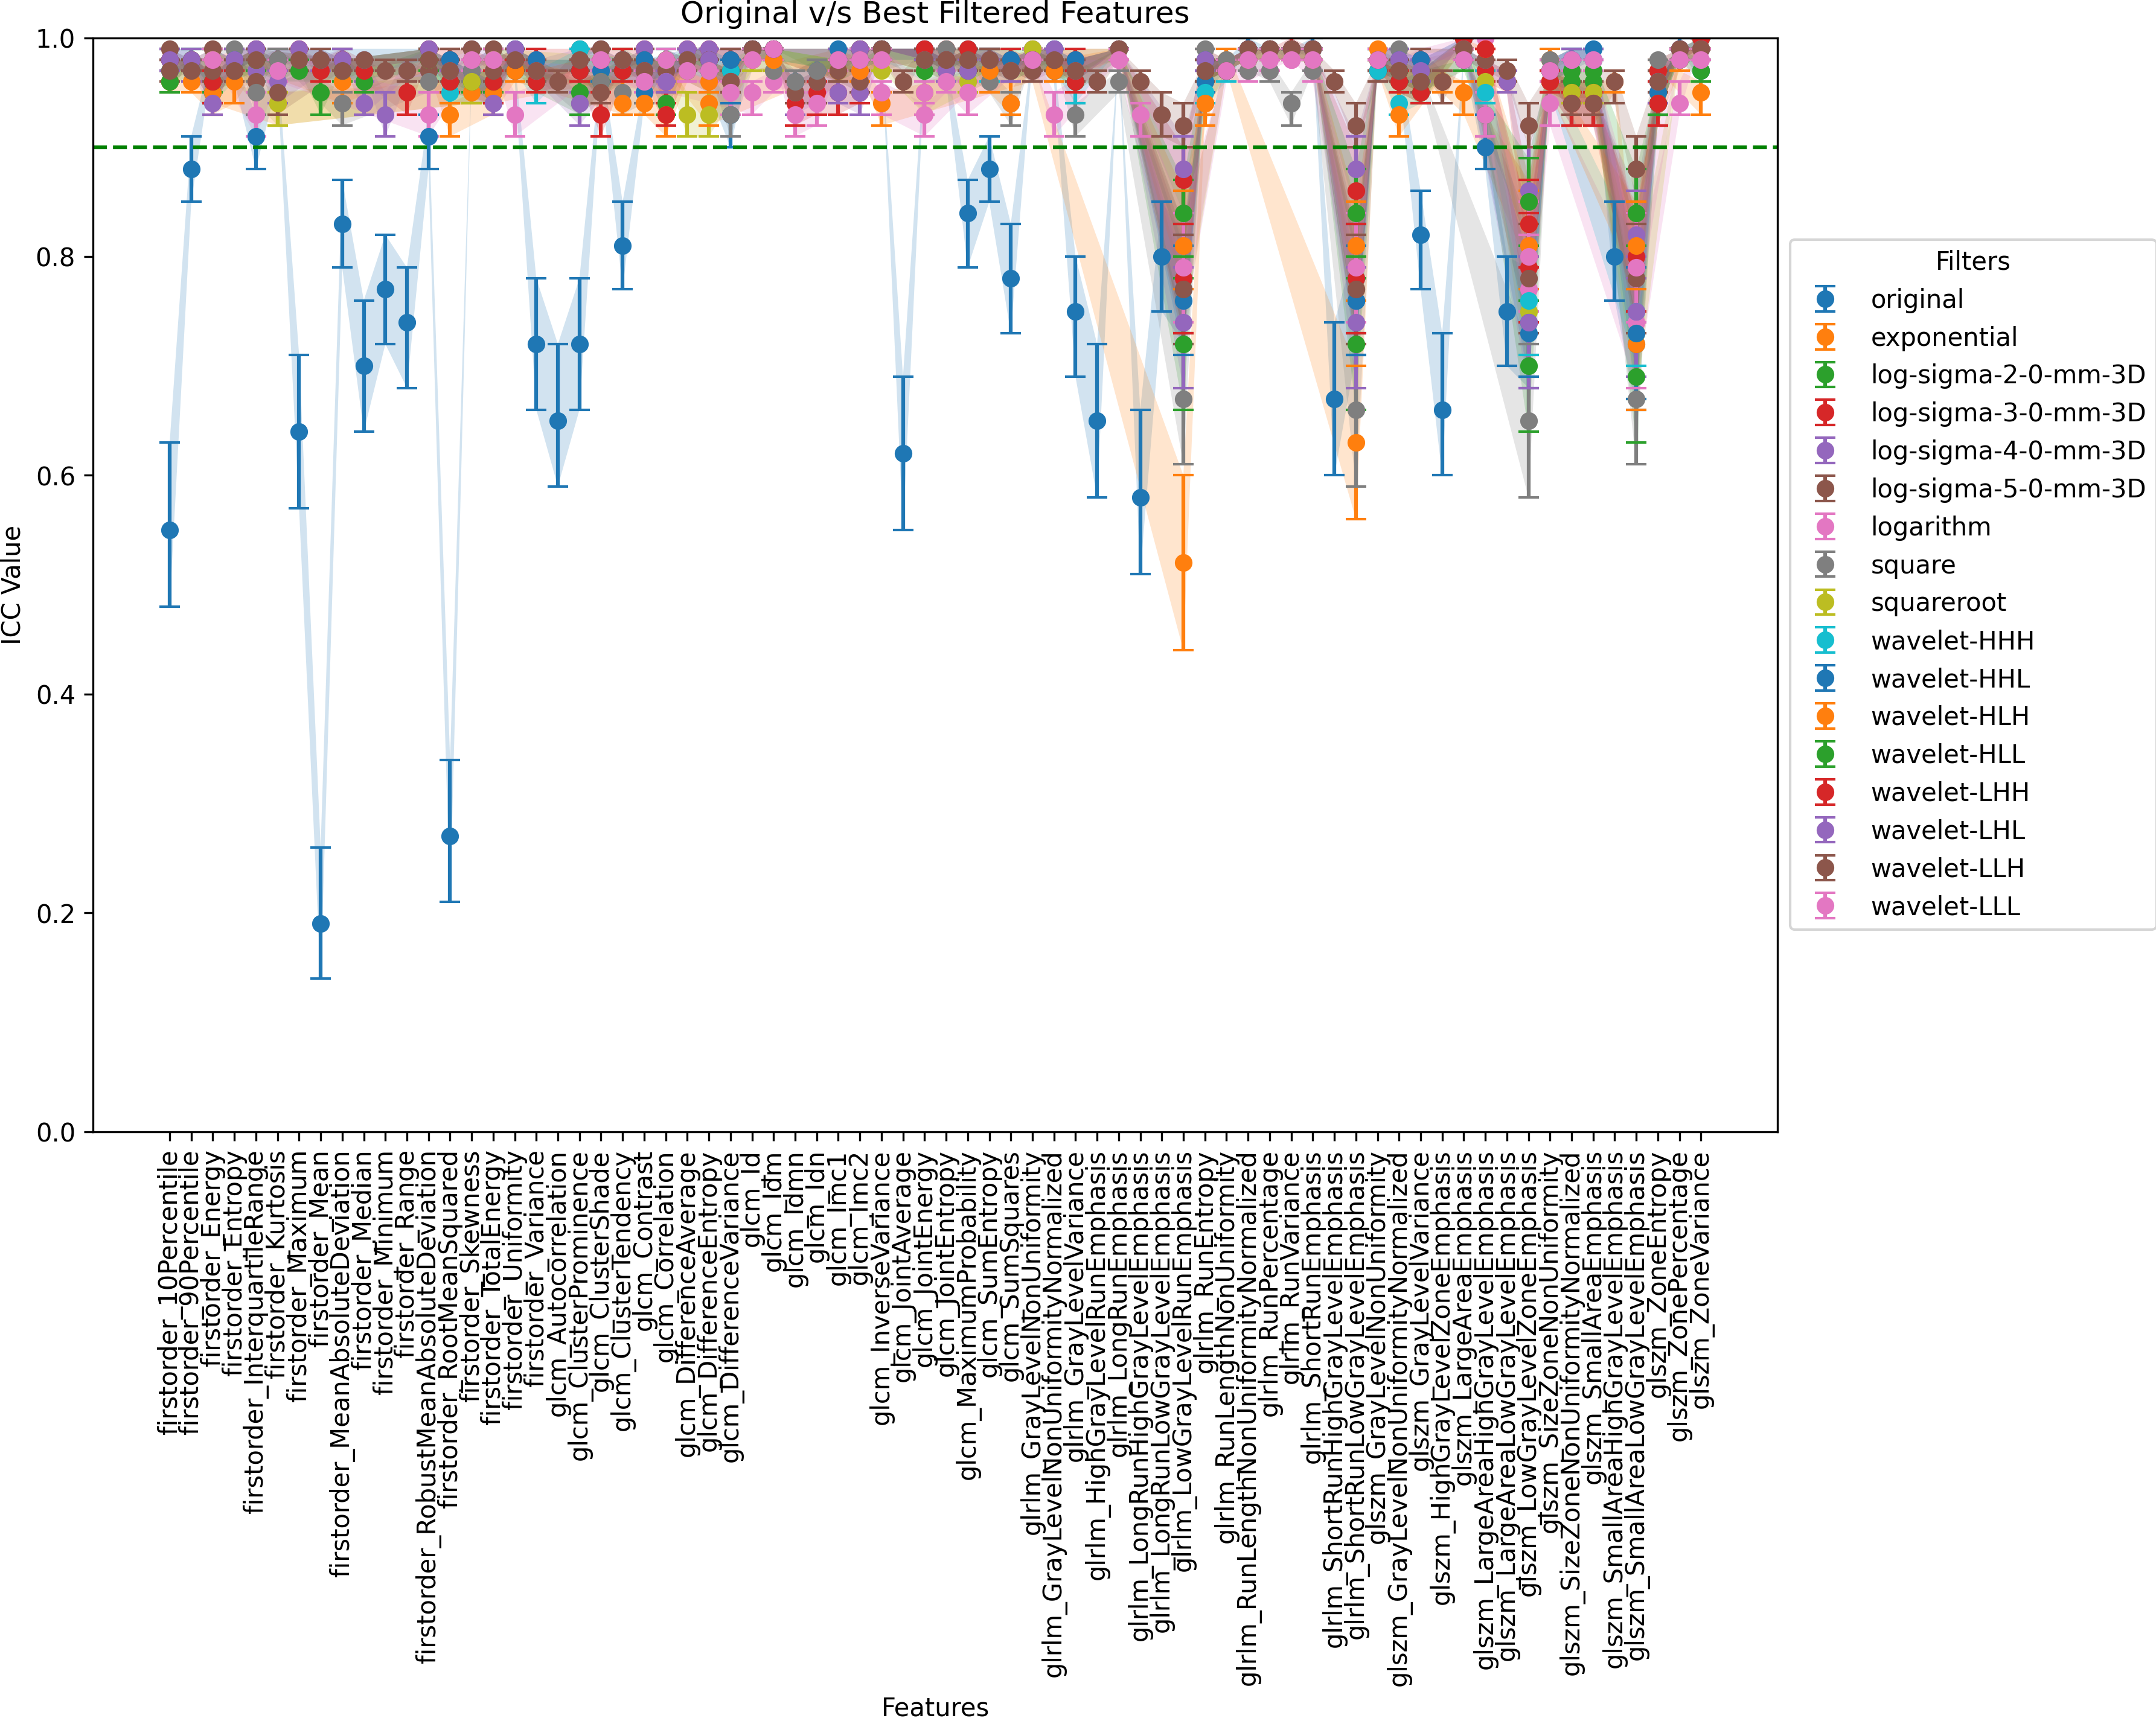 Original v/s Best Filtered Features
1.0
0.8
0.6
0.4
0.2
0.0
ICC Value
firstorder_10Percentile
firstorder_90Percentile
firstorder_Energy
firstorder_Entropy
firstorder_InterquartileRange
firstorder_Kurtosis
firstorder_Maximum
firstorder_Mean
firstorder_MeanAbsoluteDeviation
firstorder_Median
firstorder_Minimum
firstorder_Range
firstorder_RobustMeanAbsoluteDeviation
firstorder_RootMeanSquared
firstorder_Skewness
firstorder_TotalEnergy
firstorder_Uniformity
firstorder_Variance
glcm_Autocorrelation
glcm_ClusterProminence
glcm_ClusterShade
glcm_ClusterTendency
glcm_Contrast
glcm_Correlation
glcm_DifferenceAverage
glcm_DifferenceEntropy
glcm_DifferenceVariance
glcm_Id
glcm_Idm
glcm_Idmn
glcm_Idn
glcm_Imc1
glcm_Imc2
glcm_InverseVariance
glcm_JointAverage
glcm_JointEnergy
glcm_JointEntropy
glcm_MaximumProbability
glcm_SumEntropy
glcm_SumSquares
glrlm_GrayLevelNonUniformity
glrlm_GrayLevelNonUniformityNormalized
glrlm_GrayLevelVariance
glrlm_HighGrayLevelRunEmphasis
glrlm_LongRunEmphasis
glrlm_LongRunHighGrayLevelEmphasis
glrlm_LongRunLowGrayLevelEmphasis
glrlm_LowGrayLevelRunEmphasis
glrlm_RunEntropy
glrlm_RunLengthNonUniformity
glrlm_RunLengthNonUniformityNormalized
glrlm_RunPercentage
glrlm_RunVariance
glrlm_ShortRunEmphasis
glrlm_ShortRunHighGrayLevelEmphasis
glrlm_ShortRunLowGrayLevelEmphasis
glszm_GrayLevelNonUniformity
glszm_GrayLevelNonUniformityNormalized
glszm_GrayLevelVariance
glszm_HighGrayLevelZoneEmphasis
glszm_LargeAreaEmphasis
glszm_LargeAreaHighGrayLevelEmphasis
glszm_LargeAreaLowGrayLevelEmphasis
glszm_LowGrayLevelZoneEmphasis
glszm_SizeZoneNonUniformity
glszm_SizeZoneNonUniformityNormalized
glszm_SmallAreaEmphasis
glszm_SmallAreaHighGrayLevelEmphasis
glszm_SmallAreaLowGrayLevelEmphasis
glszm_ZoneEntropy
glszm_ZonePercentage
glszm_ZoneVariance
Features
Filters
original
exponential
log-sigma-2-0-mm-3D
log-sigma-3-0-mm-3D
log-sigma-4-0-mm-3D
log-sigma-5-0-mm-3D
logarithm
square
squareroot
wavelet-HHH
wavelet-HHL
wavelet-HLH
wavelet-HLL
wavelet-LHH
wavelet-LHL
wavelet-LLH
wavelet-LLL